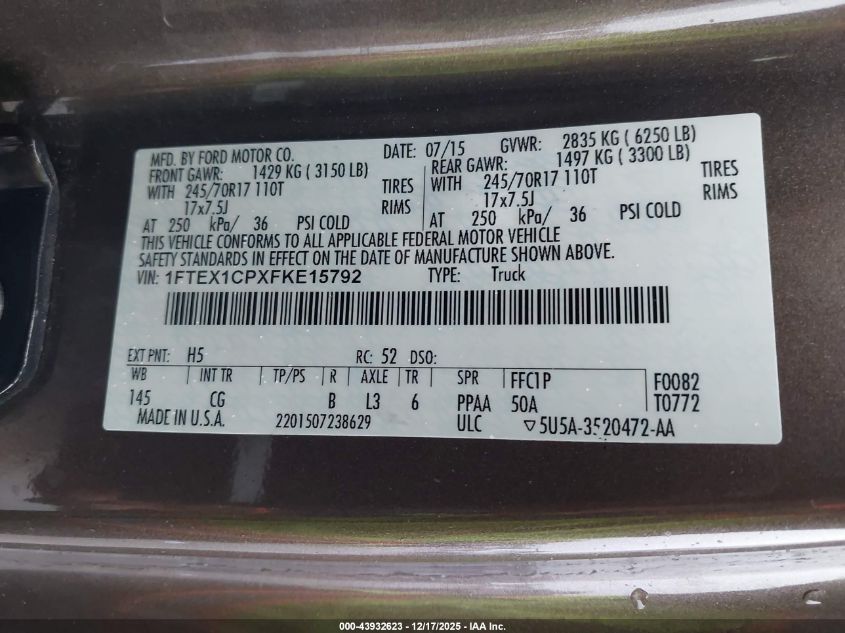 MFD. BY FORD MOTOR CO. DATE: 07/15 GVWR: 2835 KG ( 6250 LB)
FRONT GAWR: 1429 KG ( 3150 LB) REAR GAWR: 1497 KG ( 3300 LB)
WITH 245/70R17 110T TIRES WITH 245/70R17 110T TIRES
17x7.5J RIMS 17x7.5J RIMS
AT 250 kPa/ 36 PSI COLD AT 250 kPa/ 36 PSI COLD
THIS VEHICLE CONFORMS TO ALL APPLICABLE FEDERAL MOTOR VEHICLE
SAFETY STANDARDS IN EFFECT ON THE DATE OF MANUFACTURE SHOWN ABOVE.
VIN: 1FTEX1CPXFKE15792 TYPE: Truck
EXT PNT: H5 RC: 52 DSO:
WB INT TR TP/PS R AXLE TR SPR FFC1P F0082
145 CG B L3 6 PPAA 50A T0772
MADE IN U.S.A. 2201507238629 ULC ▽5U5A-3520472-AA
000-43932623 - 12/17/2025 - IAA Inc.